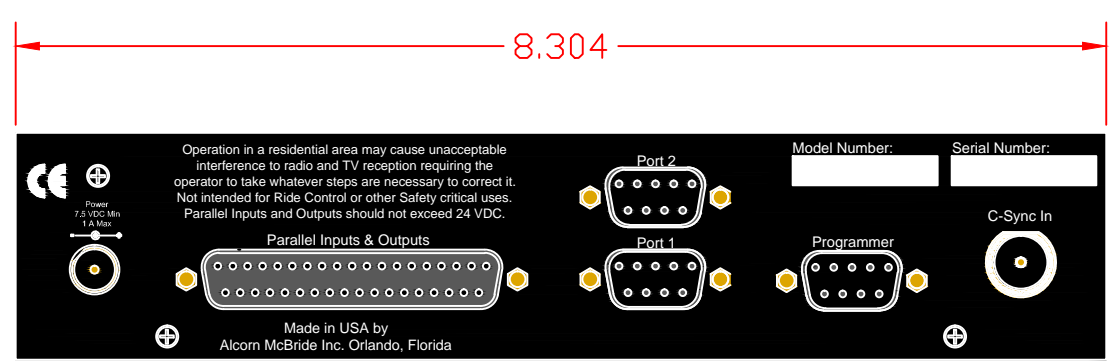 8.304
Operation in a residential area may cause unacceptable
interference to radio and TV reception requiring the
operator to take whatever steps are necessary to correct it.
Not intended for Ride Control or other Safety critical uses.
Parallel Inputs and Outputs should not exceed 24 VDC.
CE
Power
7.5 VDC Min
1 A Max
Parallel Inputs & Outputs
Made in USA by
Alcorn McBride Inc. Orlando, Florida
Port 2
Port 1
Programmer
Model Number:
Serial Number:
C-Sync In